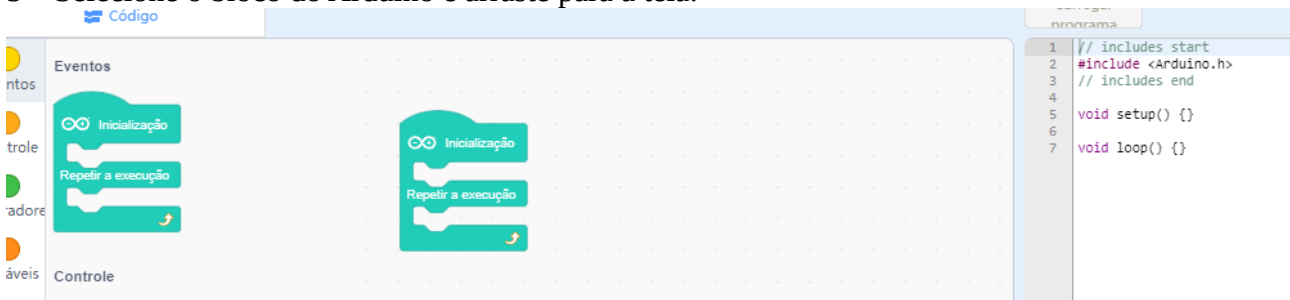 Código
programa
Eventos
ntos
Inicialização
Repetir a execução
Inicialização
Repetir a execução
trole
radore
áveis
Controle
1 // includes start
2 #include <Arduino.h>
3 // includes end
4
5 void setup() {}
6
7 void loop() {}